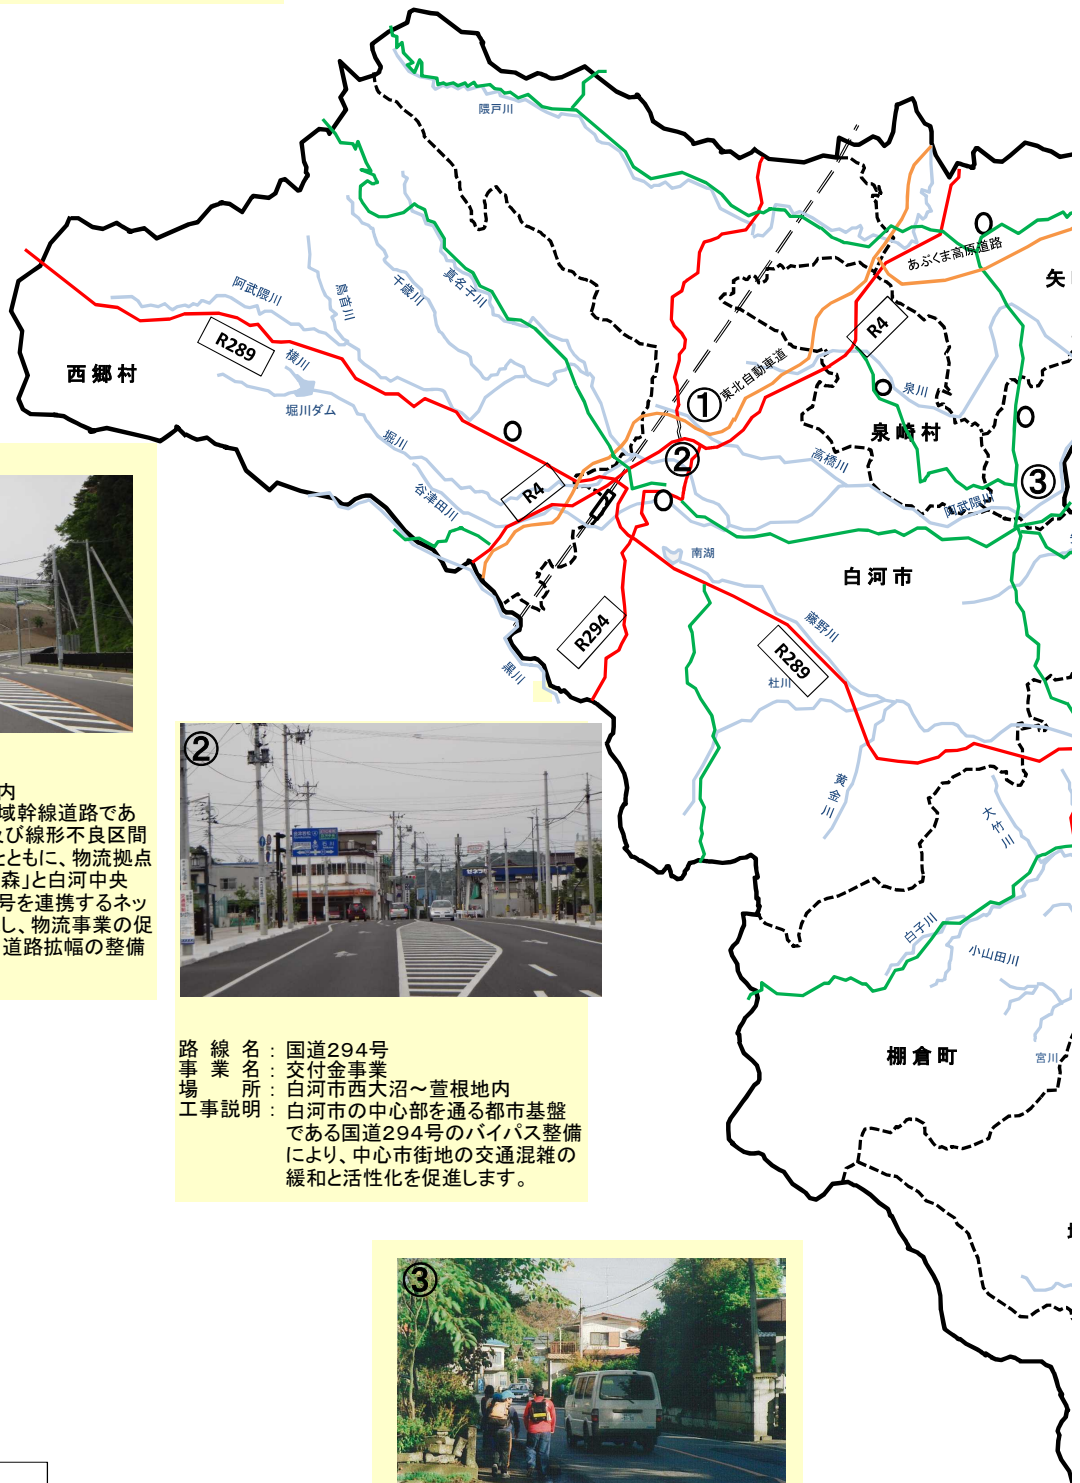 隈戸川
あぶくま高原道路
矢
阿武隈川
鳥首川
千歳川
真名子川
R289
横川
西郷村
堀川ダム
R4
東北自動車道
①
泉川
泉崎村
堀川
②
高橋川
谷津田川
R4
③
阿武隈川
南湖
白河市
R294
藤野川
R289
黒川
社川
黄金川
大竹川
白子川
小山田川
棚倉町
宮川
内
域幹線道路であ
び線形不良区間
とともに、物流拠点
森」と白河中央
号を連携するネッ
し、物流事業の促
道路拡幅の整備
②
路線名：国道294号
事業名：交付金事業
場所：白河市西大沼～萱根地内
工事説明：白河市の中心部を通る都市基盤
である国道294号のバイパス整備
により、中心市街地の交通混雑の
緩和と活性化を促進します。
③